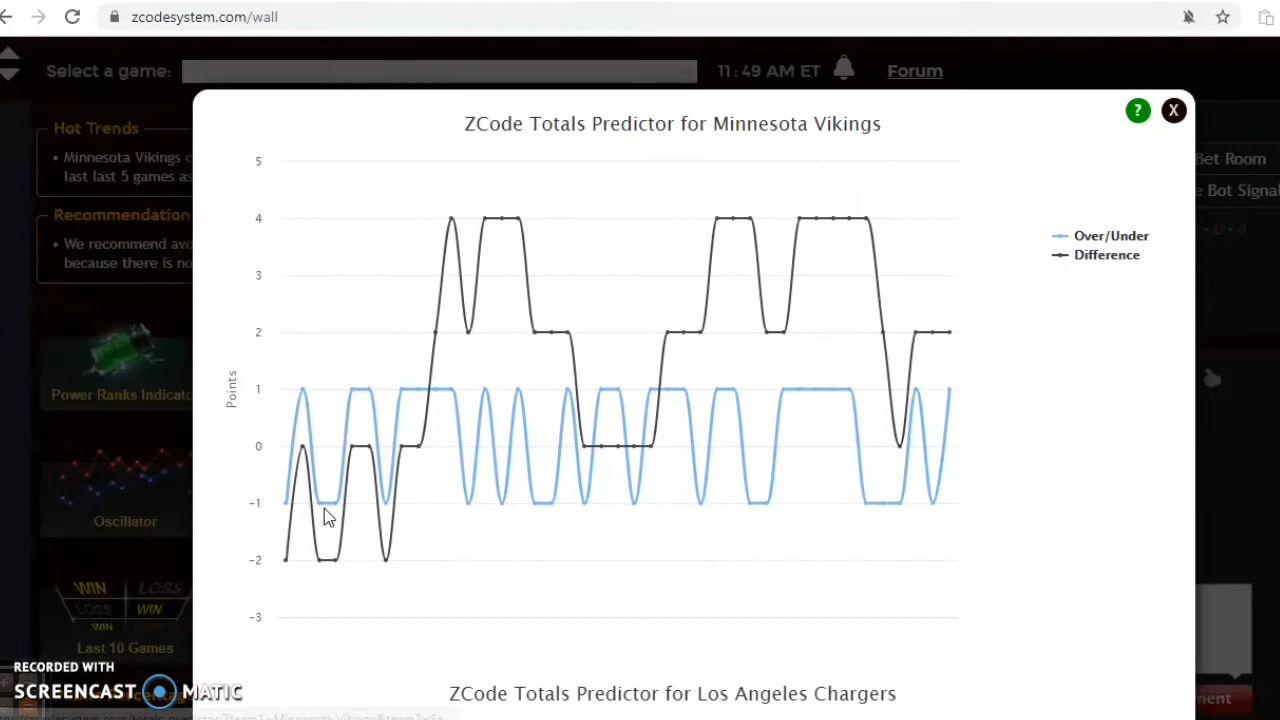 zcodesystem.com/wall
Select a game:
11:49 AM ET
Forum
Hot Trends
• Minnesota Vikings
last last 5 games as
Recommendation
• We recommend
because there is no
Power Ranks
Oscillator
WIN LOSS
LOSS WIN
WIN
Last 10 Games
RECORDED WITH
SCREENCAST MATIC
?
X
ZCode Totals Predictor for Minnesota Vikings
5
4
3
2
1
0
-1
-2
-3
Points
Over/Under
Difference
ZCode Totals Predictor for Los Angeles Chargers
Bet Room
Bot Signal